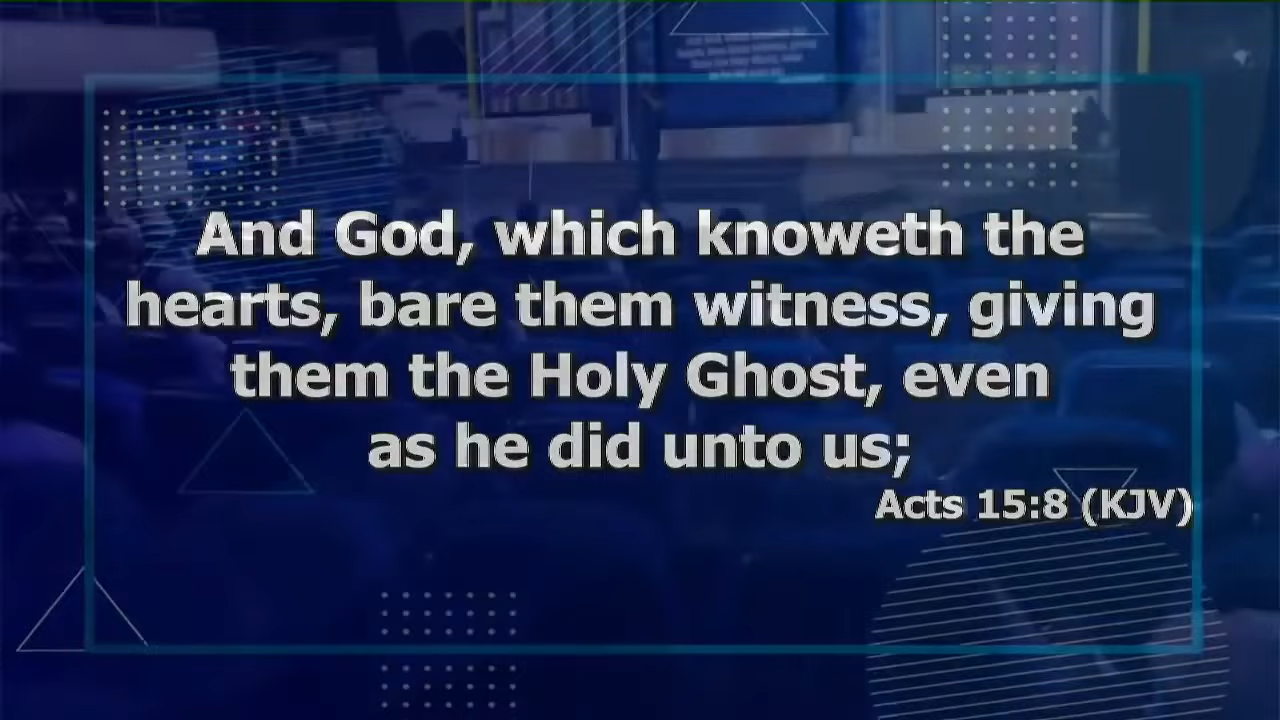 And God, which knoweth the
hearts, bare them witness, giving
them the Holy Ghost, even
as he did unto us;
Acts 15:8 (KJV)